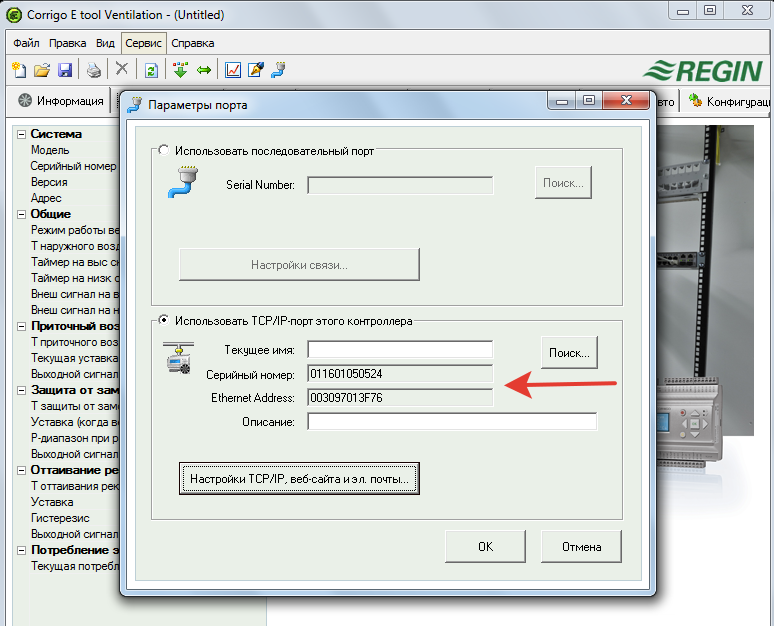 Corrigo E tool Ventilation - (Untitled)
Файл Правка Вид Сервис Справка
REGIN
Информация
Конфигурац
Параметры порта
Система
Модель
Серийный номер
Версия
Адрес
Общие
Режим работы ве
Т наружного возд
Таймер на выс ск
Таймер на низк с
Внеш сигнал на в
Внеш сигнал на н
Приточный воз
Т приточного возд
Текущая уставка
Выходной сигнал
Защита от зам
Т защиты от зам
Уставка (когда в
Р-диапазон при р
Выходной сигнал
Оттаивание ре
Т оттаивания рек
Уставка
Гистерезис
Выходной сигнал
Потребление э
Текущая потребл
Использовать последовательный порт
Serial Number:
Поиск...
Настройки связи...
Использовать TCP/IP-порт этого контроллера
Текущее имя:
Поиск...
Серийный номер: 011601050524
Ethernet Address: 003097013F76
Описание:
Настройки TCP/IP, веб-сайта и эл. почты...
OK Отмена